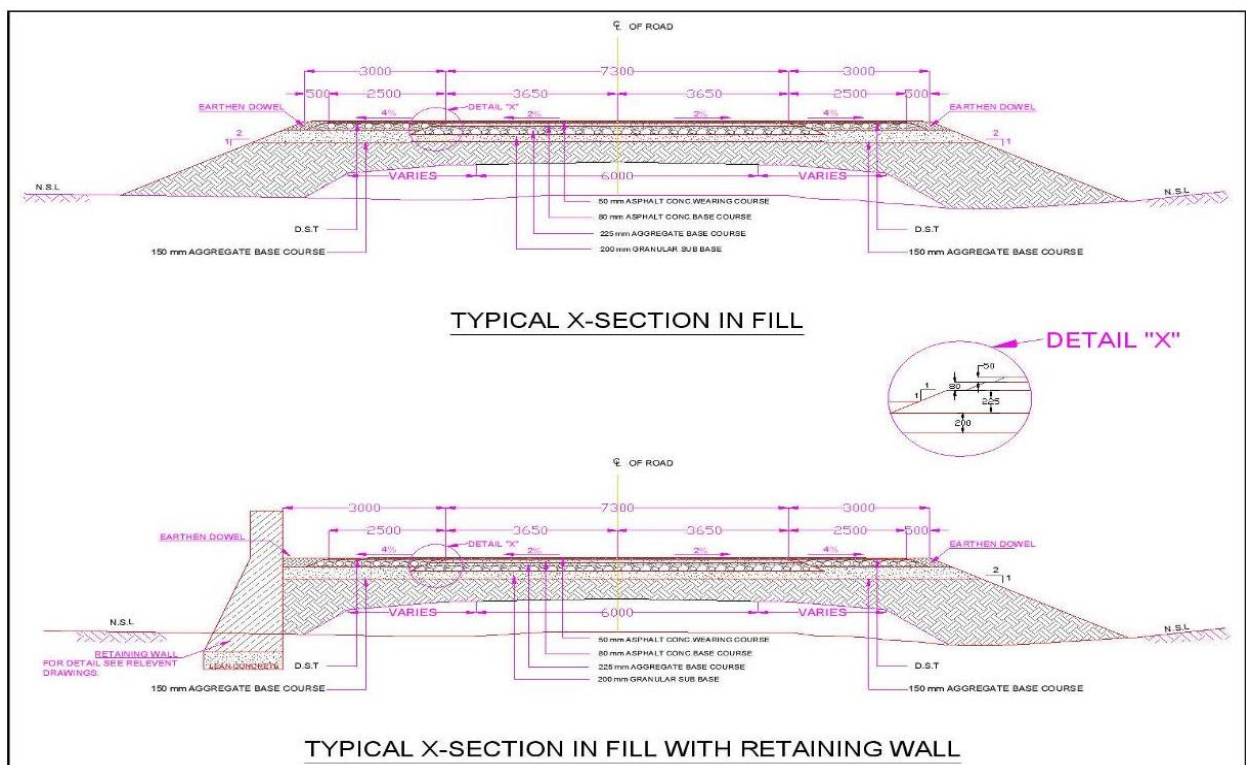 ℄ OF ROAD
3000 7300 3000
500 2500 3650 3650 2500 500
EARTHEN DOWEL 4% DETAIL "X" 2% 2% 4% EARTHEN DOWEL
2 2
1 1
N.S.L VARIES 6000 VARIES N.S.L
50 mm ASPHALT CONC.WEARING COURSE
80 mm ASPHALT CONC.BASE COURSE
D.S.T 225 mm AGGREGATE BASE COURSE D.S.T
200 mm GRANULAR SUB BASE
150 mm AGGREGATE BASE COURSE 150 mm AGGREGATE BASE COURSE
TYPICAL X-SECTION IN FILL
DETAIL "X"
50
80
1
1
225
200
℄ OF ROAD
3000 7300 3000
2500 3650 3650 2500 500
EARTHEN DOWEL 4% DETAIL "X" 2% 2% 4% EARTHEN DOWEL
2
1
VARIES 6000 VARIES
N.S.L N.S.L
50 mm ASPHALT CONC.WEARING COURSE
80 mm ASPHALT CONC.BASE COURSE
225 mm AGGREGATE BASE COURSE
200 mm GRANULAR SUB BASE
RETAINING WALL
FOR DETAIL SEE RELEVENT
DRAWINGS.
LEAN CONCRETE D.S.T D.S.T
150 mm AGGREGATE BASE COURSE 150 mm AGGREGATE BASE COURSE
TYPICAL X-SECTION IN FILL WITH RETAINING WALL